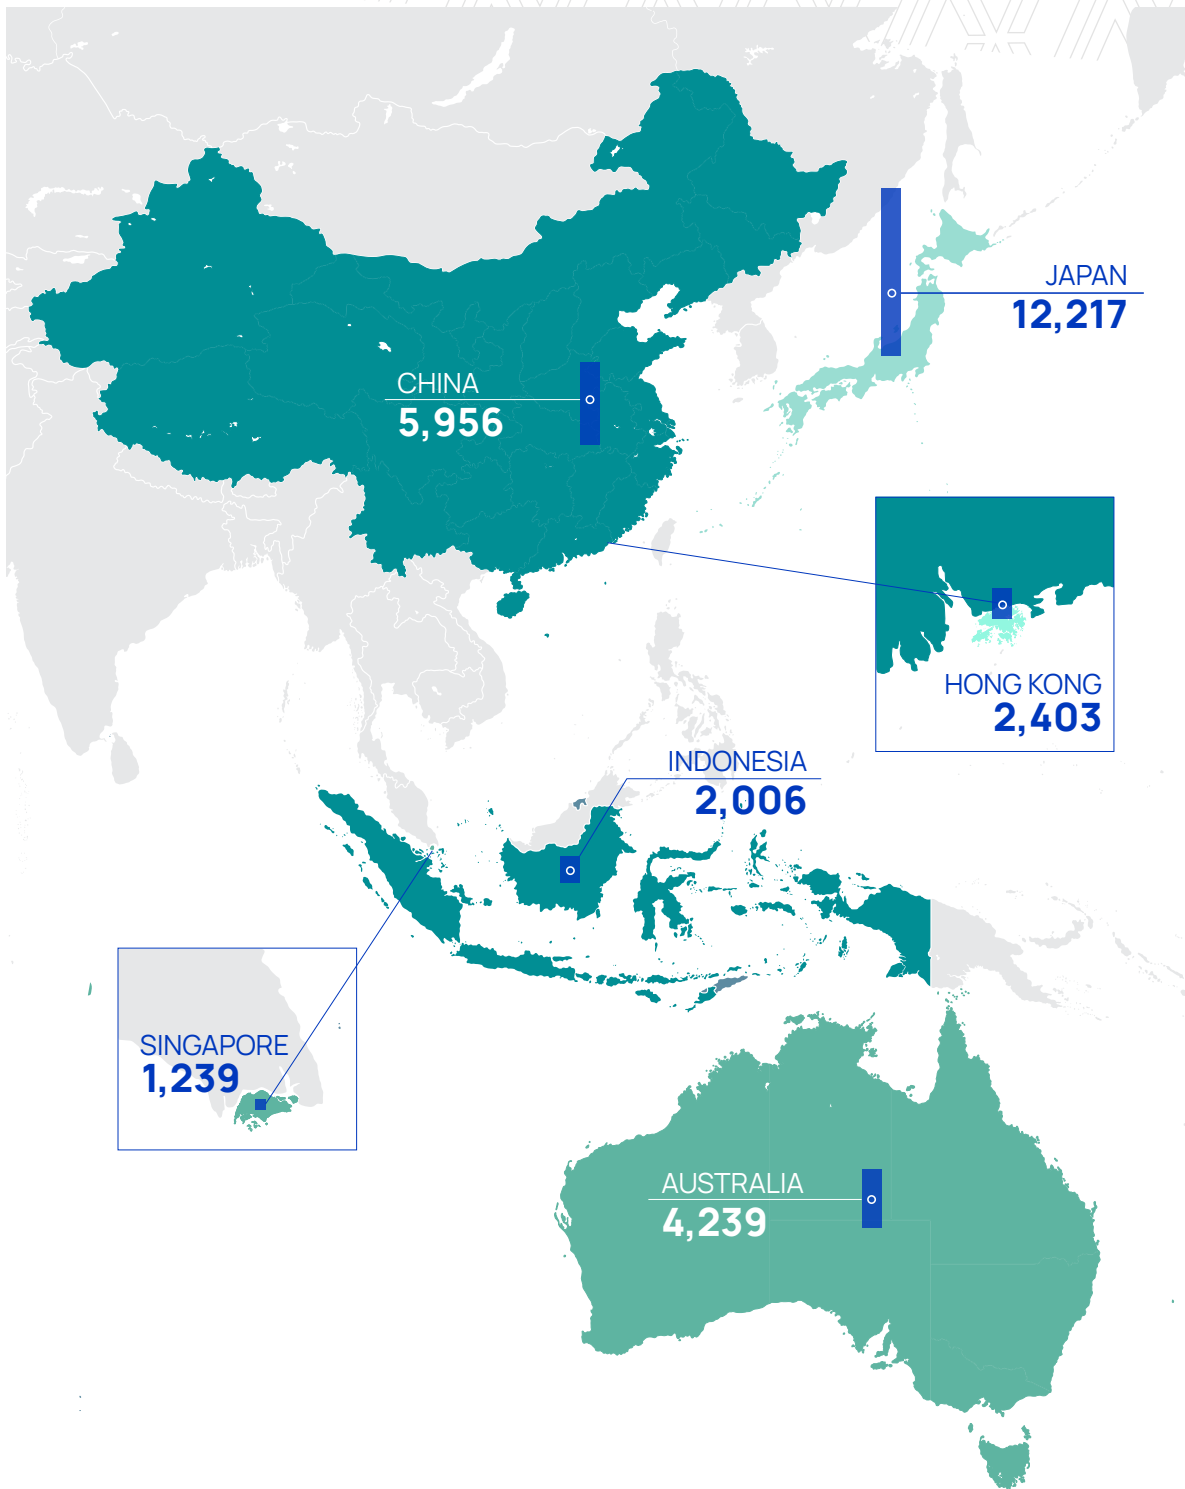 JAPAN
12,217
CHINA
5,956
HONG KONG
2,403
INDONESIA
2,006
SINGAPORE
1,239
AUSTRALIA
4,239